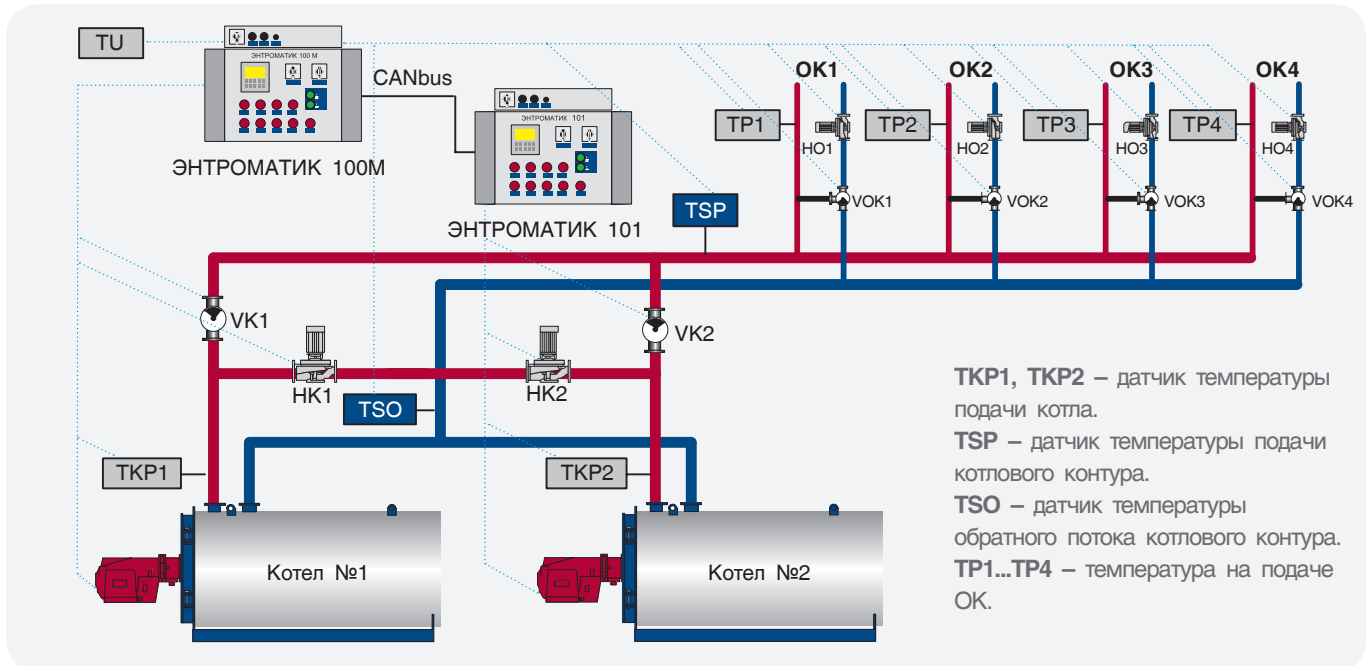 TU
ЭНТРОМАТИК 100 М
CANbus
ЭНТРОМАТИК 101
ЭНТРОМАТИК 100М
ЭНТРОМАТИК 101
OK1
OK2
OK3
OK4
TP1
TP2
TP3
TP4
HO1
HO2
HO3
HO4
VOK1
VOK2
VOK3
VOK4
TSP
VK1
VK2
HK1
HK2
TSO
TKP1
TKP2
Котел №1
Котел №2
TKP1, TKP2 – датчик температуры
подачи котла.
TSP – датчик температуры подачи
котлового контура.
TSO – датчик температуры
обратного потока котлового контура.
TP1...TP4 – температура на подаче
ОК.